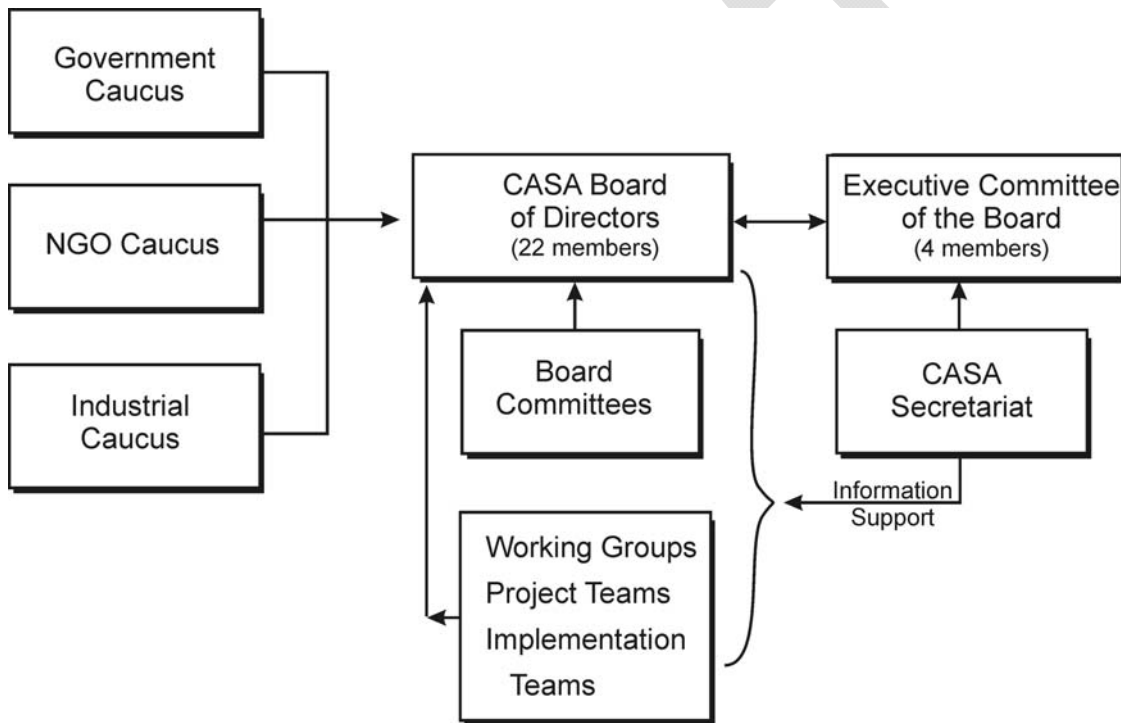 Government
Caucus
NGO Caucus
Industrial
Caucus
CASA Board
of Directors
(22 members)
Executive Committee
of the Board
(4 members)
Board
Committees
CASA
Secretariat
Information
Support
Working Groups
Project Teams
Implementation
Teams